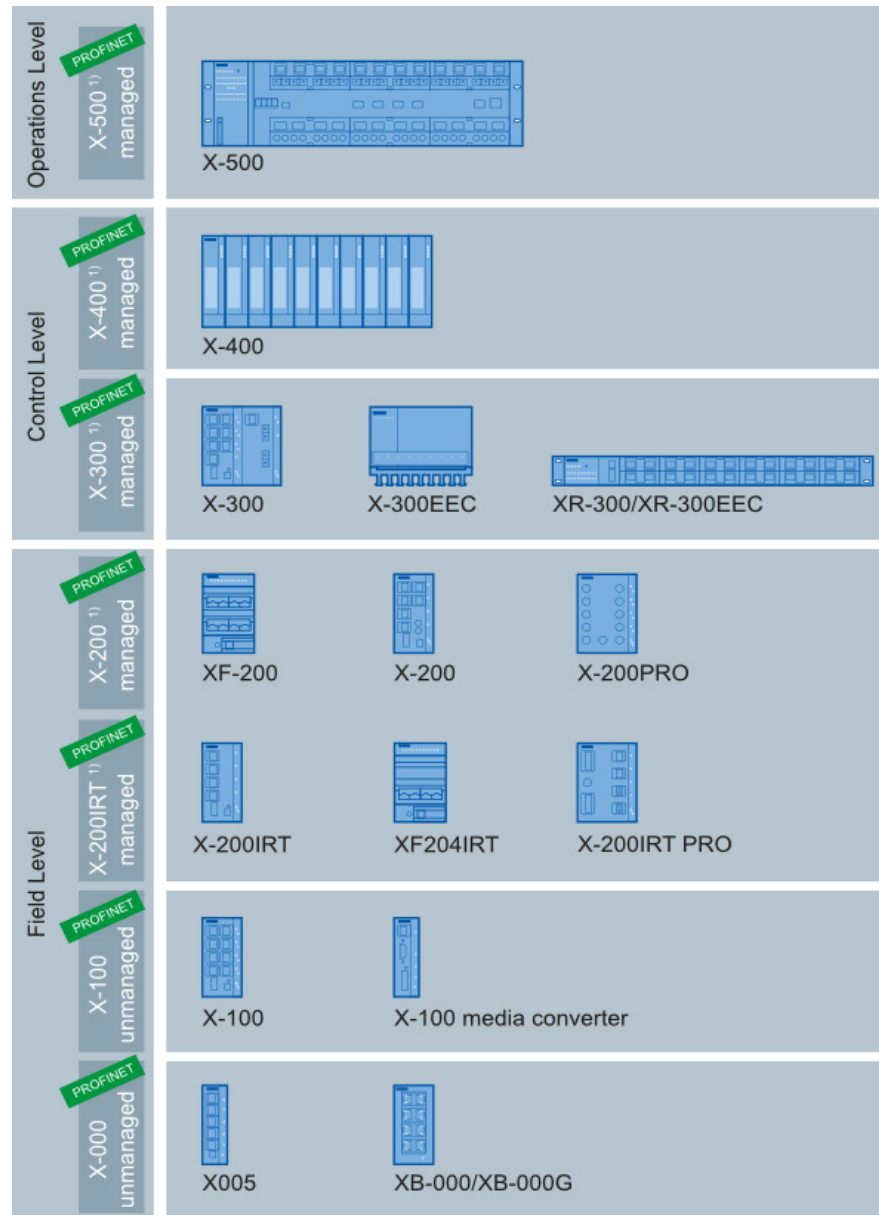 Operations Level
PROFINET
X-500 1)
managed
X-500
Control Level
PROFINET
X-400 1)
managed
X-400
PROFINET
X-300 1)
managed
X-300
X-300EEC
XR-300/XR-300EEC
Field Level
PROFINET
X-200 1)
managed
XF-200
X-200
X-200PRO
PROFINET
X-200IRT 1)
managed
X-200IRT
XF204IRT
X-200IRT PRO
PROFINET
X-100
unmanaged
X-100
X-100 media converter
PROFINET
X-000
unmanaged
X005
XB-000/XB-000G